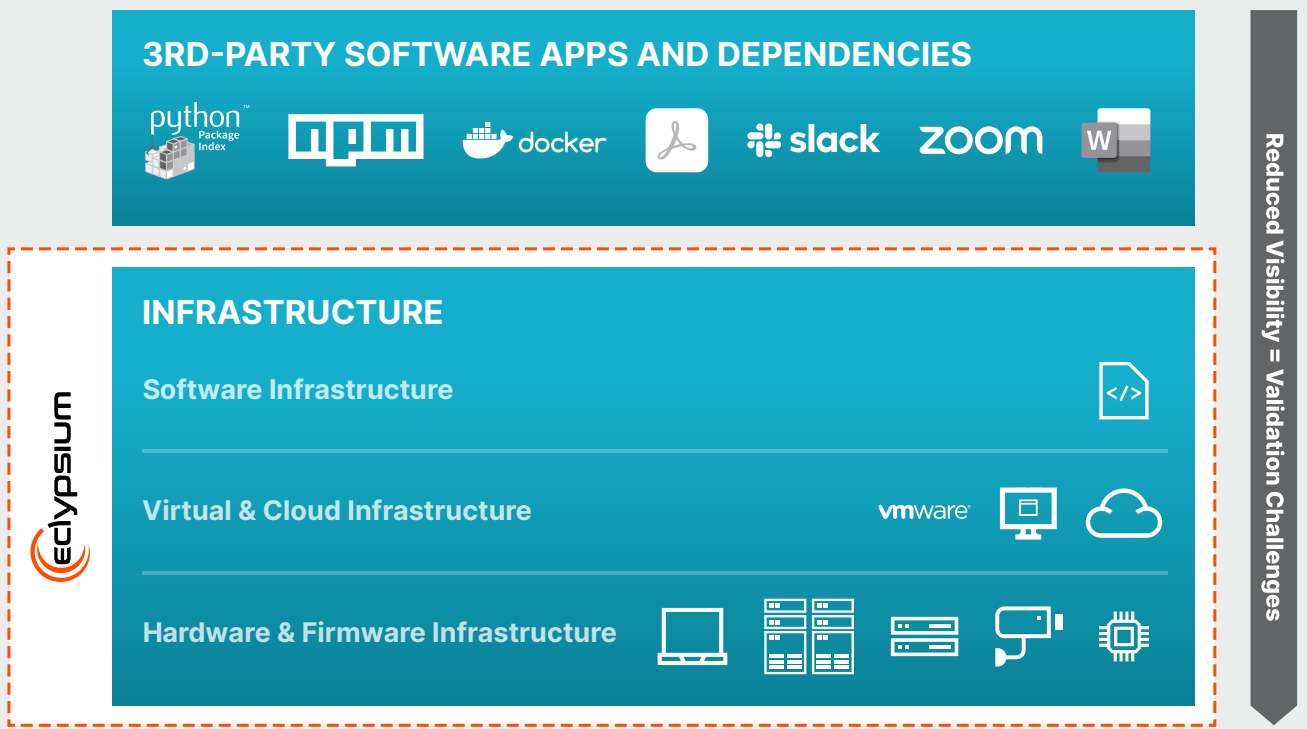 3RD-PARTY SOFTWARE APPS AND DEPENDENCIES
python™
Package
Index
npm
docker
slack
zoom
W
INFRASTRUCTURE
Software Infrastructure
</>
Virtual & Cloud Infrastructure
vmware®
Hardware & Firmware Infrastructure
eclypsium
Reduced Visibility = Validation Challenges